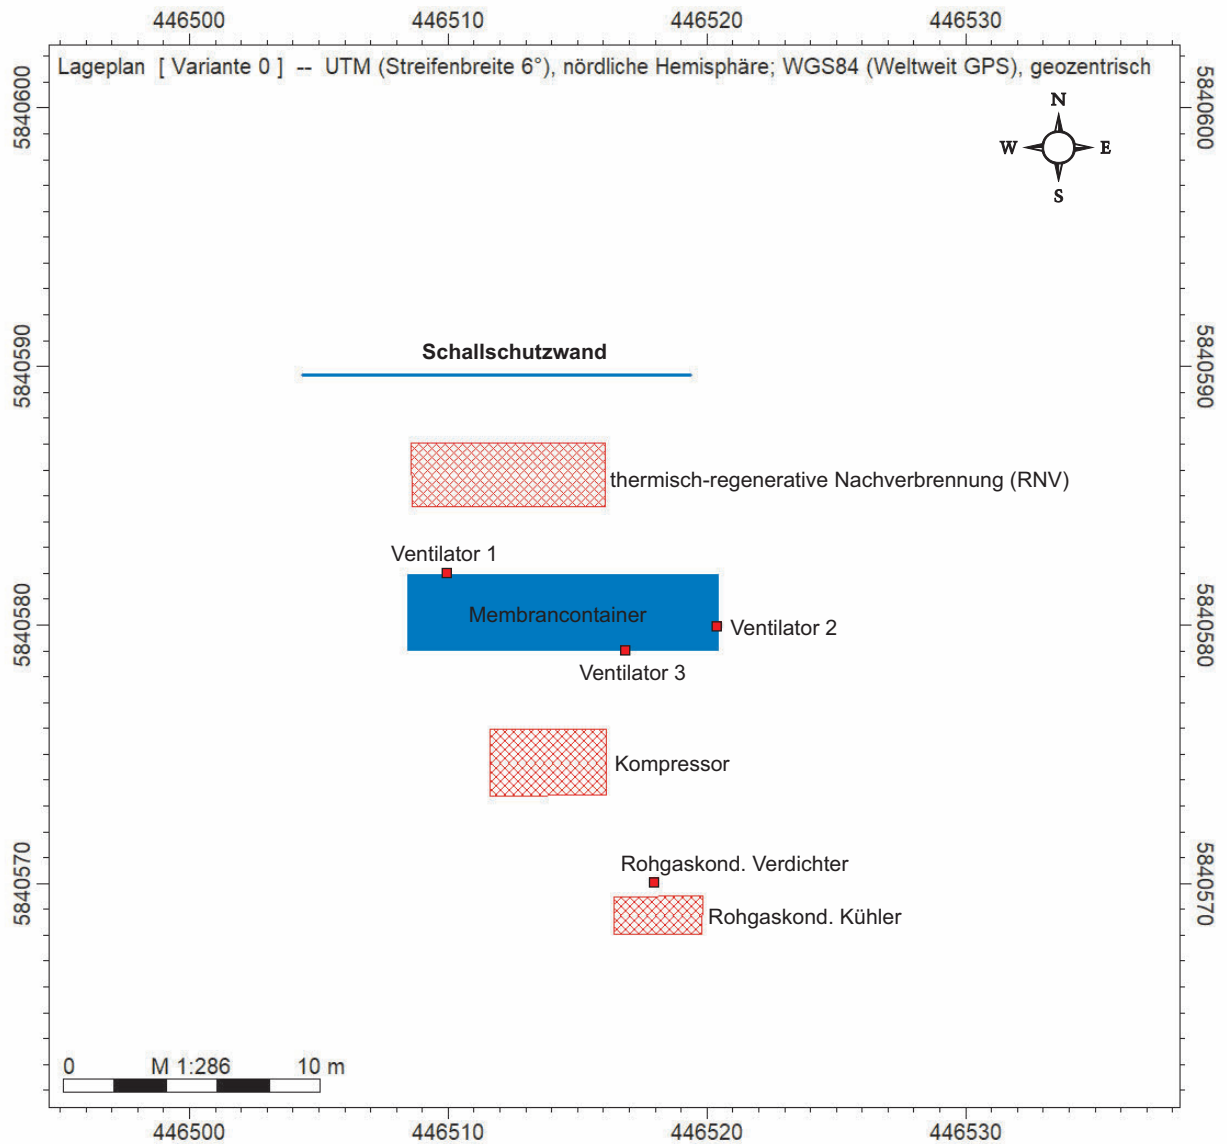 446500 446510 446520 446530
Lageplan [ Variante 0 ] -- UTM (Streifenbreite 6°), nördliche Hemisphäre; WGS84 (Weltweit GPS), geozentrisch
5840600
5840600
N
W E
S
5840590
5840590
Schallschutzwand
thermisch-regenerative Nachverbrennung (RNV)
Ventilator 1
5840580
5840580
Membrancontainer
Ventilator 2
Ventilator 3
Kompressor
Rohgaskond. Verdichter
5840570
5840570
Rohgaskond. Kühler
0 M 1:286 10 m
446500 446510 446520 446530